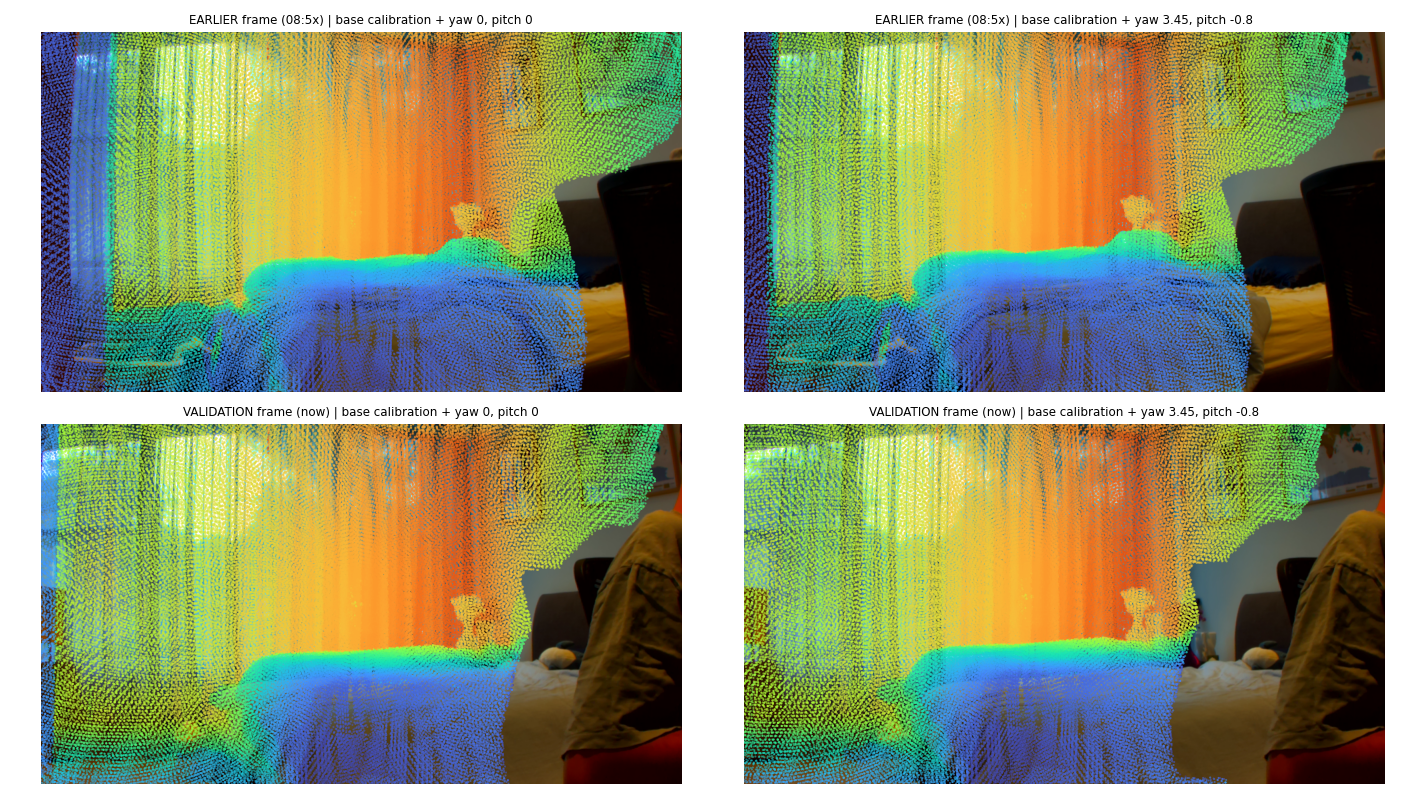 EARLIER frame (08:5x) | base calibration + yaw 0, pitch 0
EARLIER frame (08:5x) | base calibration + yaw 3.45, pitch -0.8
VALIDATION frame (now) | base calibration + yaw 0, pitch 0
VALIDATION frame (now) | base calibration + yaw 3.45, pitch -0.8